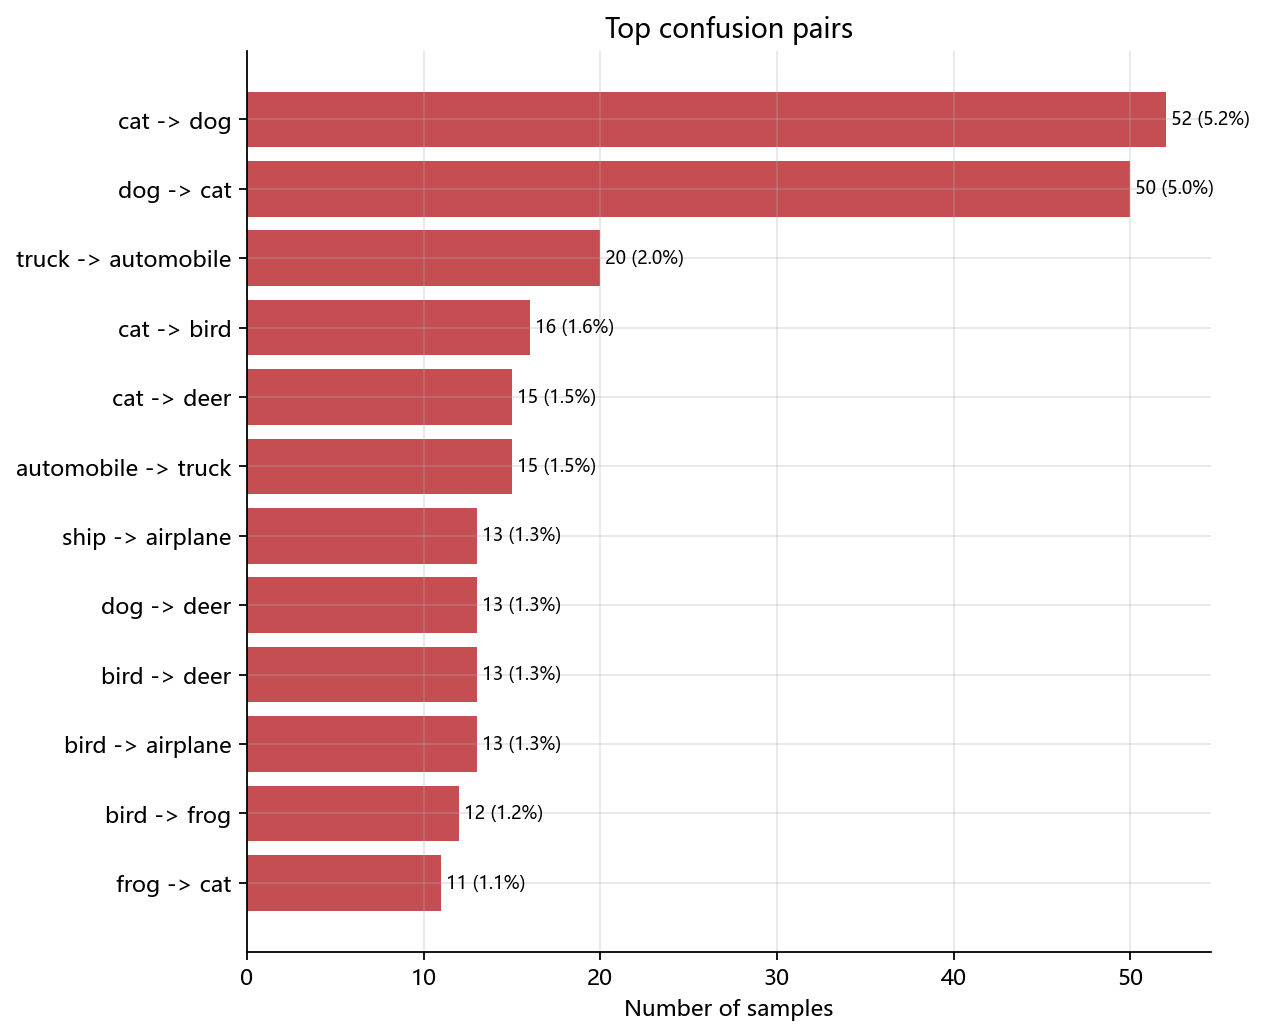 Top confusion pairs
cat -> dog 52 (5.2%)
dog -> cat 50 (5.0%)
truck -> automobile 20 (2.0%)
cat -> bird 16 (1.6%)
cat -> deer 15 (1.5%)
automobile -> truck 15 (1.5%)
ship -> airplane 13 (1.3%)
dog -> deer 13 (1.3%)
bird -> deer 13 (1.3%)
bird -> airplane 13 (1.3%)
bird -> frog 12 (1.2%)
frog -> cat 11 (1.1%)
0 10 20 30 40 50
Number of samples